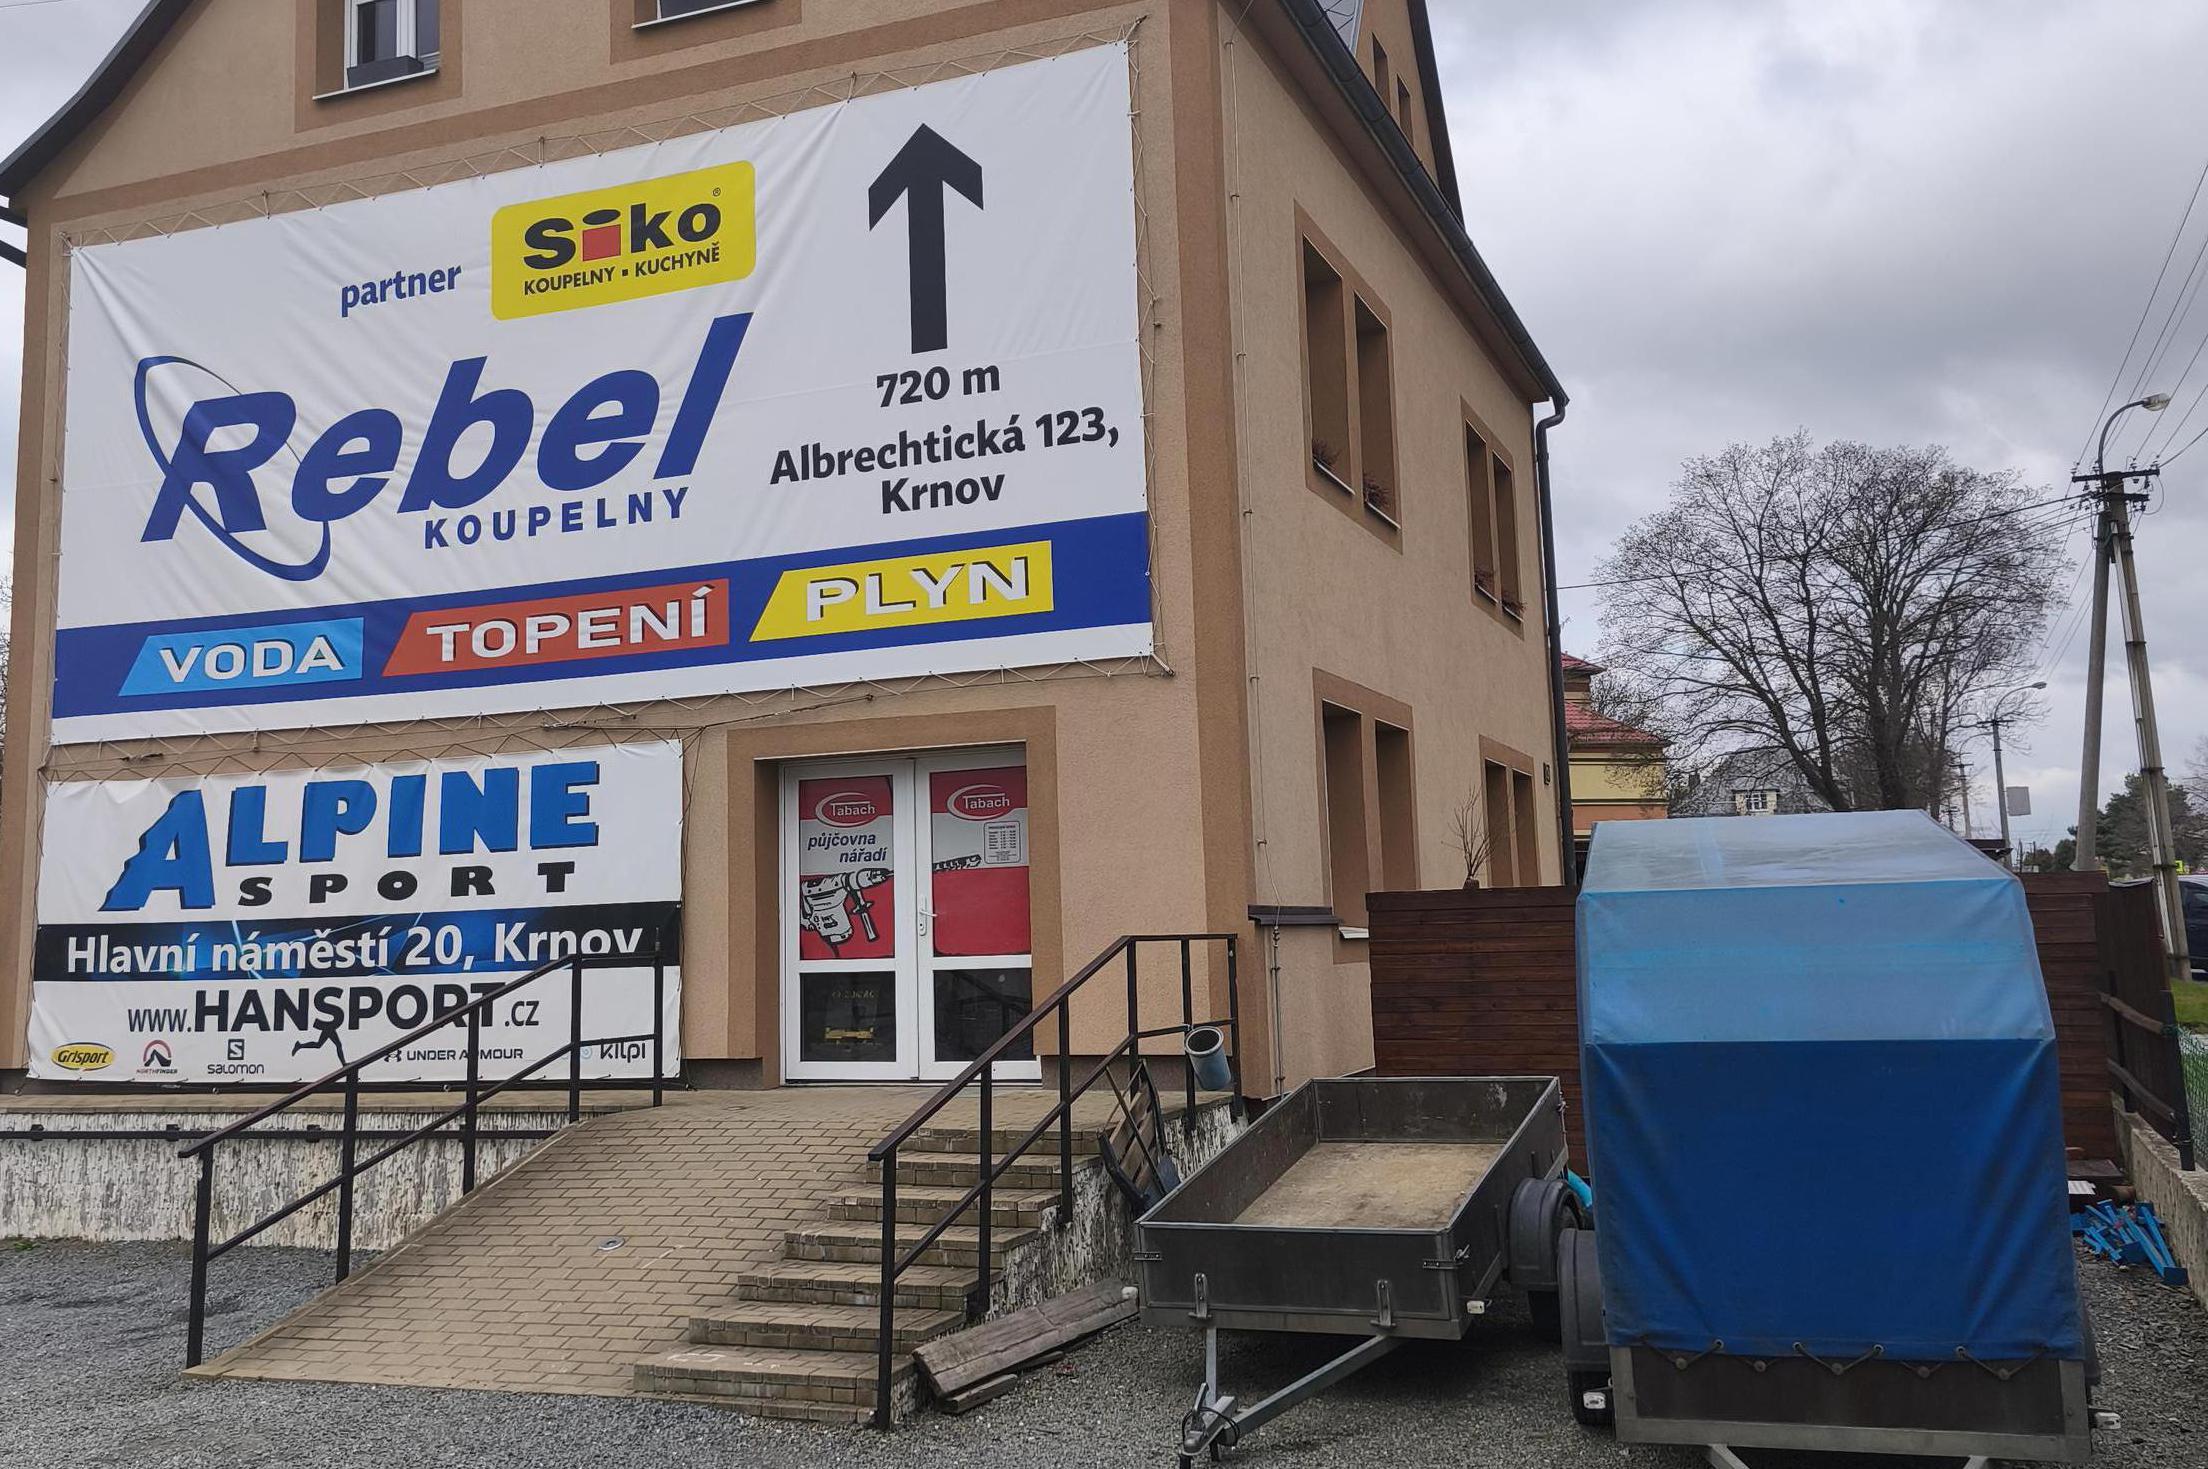 partner
Siko
KOUPELNY ▪ KUCHYNĚ
Rebel
KOUPELNY
720 m
Albrechtická 123,
Krnov
VODA TOPENÍ PLYN
ALPINE
SPORT
Hlavní náměstí 20, Krnov
www.HANSPORT.cz
Grisport
NORTHFINDER
SALOMON
UNDER ARMOUR
KILPI
Tabach
půjčovna
nářadí
Tabach